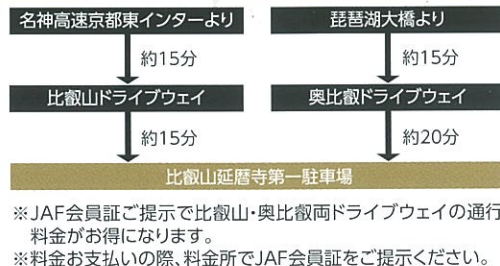 名神高速京都東インターより
琵琶湖大橋より
約15分
約15分
比叡山ドライブウェイ
奥比叡ドライブウェイ
約15分
約20分
比叡山延暦寺第一駐車場
※JAF会員証ご提示で比叡山・奥比叡両ドライブウェイの通行
料金がお得になります。
※料金お支払いの際、料金所でJAF会員証をご提示ください。